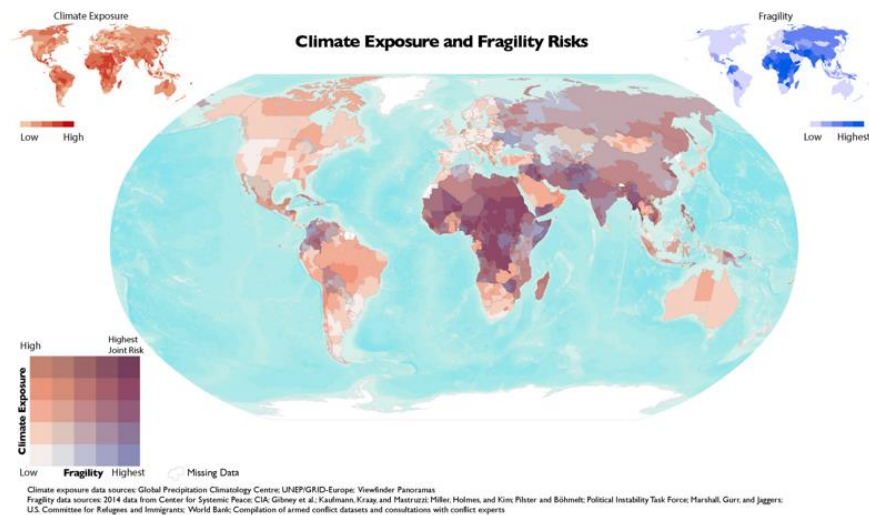 Climate Exposure
Fragility
Climate Exposure and Fragility Risks
Low High
Low Highest
High
Highest
Joint Risk
Climate Exposure
Low Fragility Highest
Missing Data
Climate exposure data sources: Global Precipitation Climatology Centre; UNEP/GRID-Europe; Viewfinder Panoramas
Fragility data sources: 2014 data from Center for Systemic Peace; CIA; Gibney et al.; Kaufmann, Kraay, and Mastruzzi; Miller, Holmes, and Kim; Pilster and Böhmelt; Political Instability Task Force; Marshall, Gurr, and Jaggers;
U.S. Committee for Refugees and Immigrants; World Bank; Compilation of armed conflict datasets and consultations with conflict experts